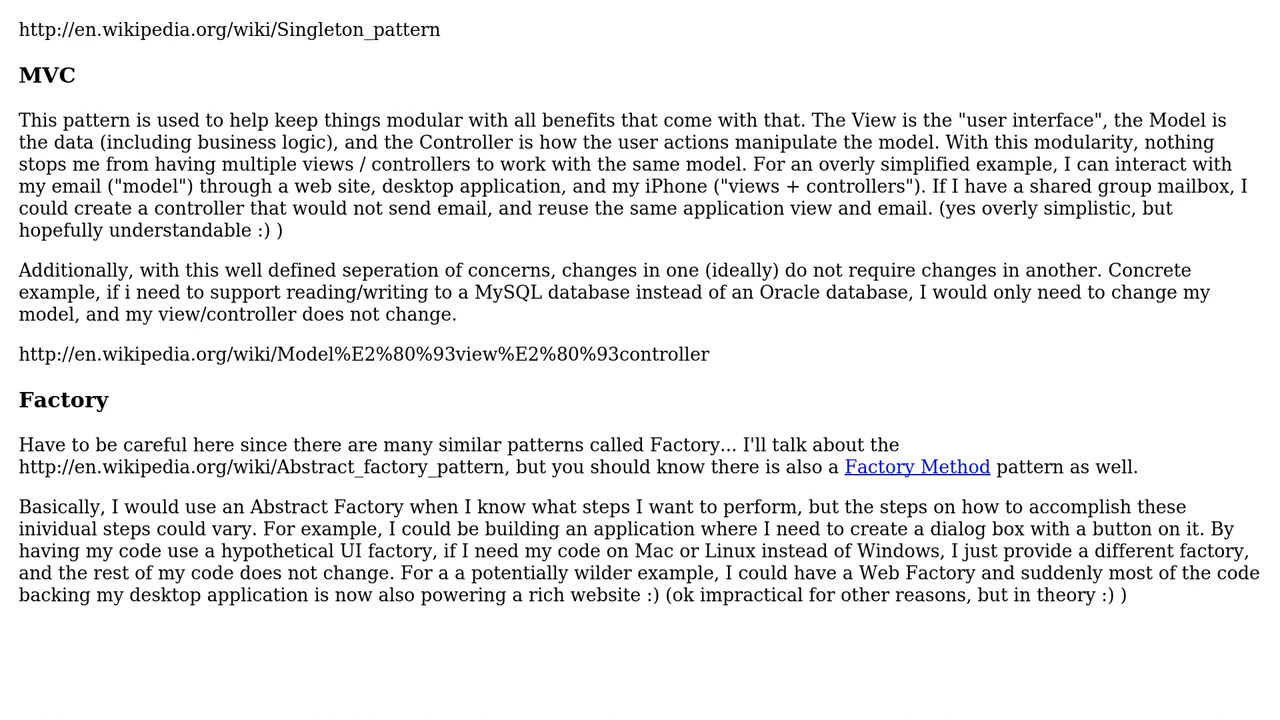 http://en.wikipedia.org/wiki/Singleton_pattern
MVC
This pattern is used to help keep things modular with all benefits that come with that. The View is the "user interface", the Model is
the data (including business logic), and the Controller is how the user actions manipulate the model. With this modularity, nothing
stops me from having multiple views / controllers to work with the same model. For an overly simplified example, I can interact with
my email ("model") through a web site, desktop application, and my iPhone ("views + controllers"). If I have a shared group mailbox, I
could create a controller that would not send email, and reuse the same application view and email. (yes overly simplistic, but
hopefully understandable :) )
Additionally, with this well defined seperation of concerns, changes in one (ideally) do not require changes in another. Concrete
example, if i need to support reading/writing to a MySQL database instead of an Oracle database, I would only need to change my
model, and my view/controller does not change.
http://en.wikipedia.org/wiki/Model%E2%80%93view%E2%80%93controller
Factory
Have to be careful here since there are many similar patterns called Factory... I'll talk about the
http://en.wikipedia.org/wiki/Abstract_factory_pattern, but you should know there is also a Factory Method pattern as well.
Basically, I would use an Abstract Factory when I know what steps I want to perform, but the steps on how to accomplish these
inividual steps could vary. For example, I could be building an application where I need to create a dialog box with a button on it. By
having my code use a hypothetical UI factory, if I need my code on Mac or Linux instead of Windows, I just provide a different factory,
and the rest of my code does not change. For a a potentially wilder example, I could have a Web Factory and suddenly most of the code
backing my desktop application is now also powering a rich website :) (ok impractical for other reasons, but in theory :) )